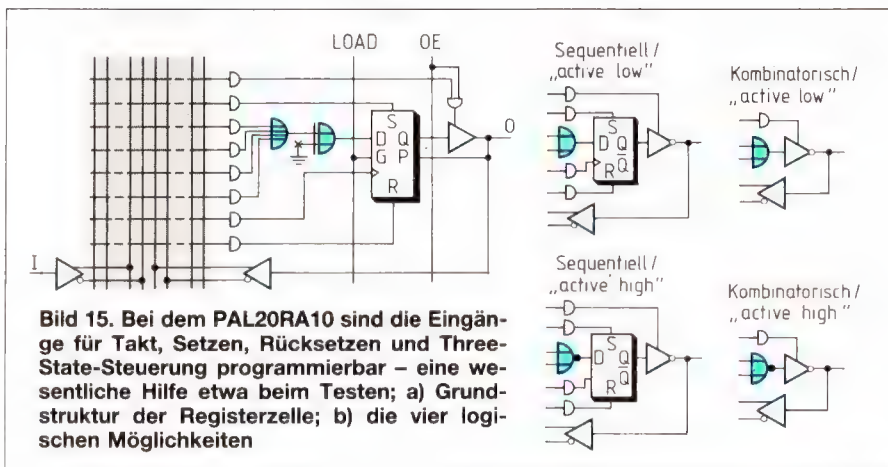 LOAD OE
S
D Q
G P
R
O
I
Bild 15. Bei dem PAL20RA10 sind die Eingän-
ge für Takt, Setzen, Rücksetzen und Three-
State-Steuerung programmierbar – eine we-
sentliche Hilfe etwa beim Testen; a) Grund-
struktur der Registerzelle; b) die vier logi-
schen Möglichkeiten
Sequentiell/
„active low"
S
D Q
Q̅
R
Kombinatorisch/
„active low"
Sequentiell/
„active high"
S
D Q
Q̅
R
Kombinatorisch/
„active high"